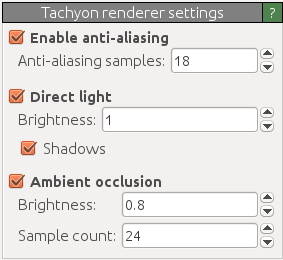 Tachyon renderer settings ?
Enable anti-aliasing
Anti-aliasing samples: 18
Direct light
Brightness: 1
Shadows
Ambient occlusion
Brightness: 0.8
Sample count: 24